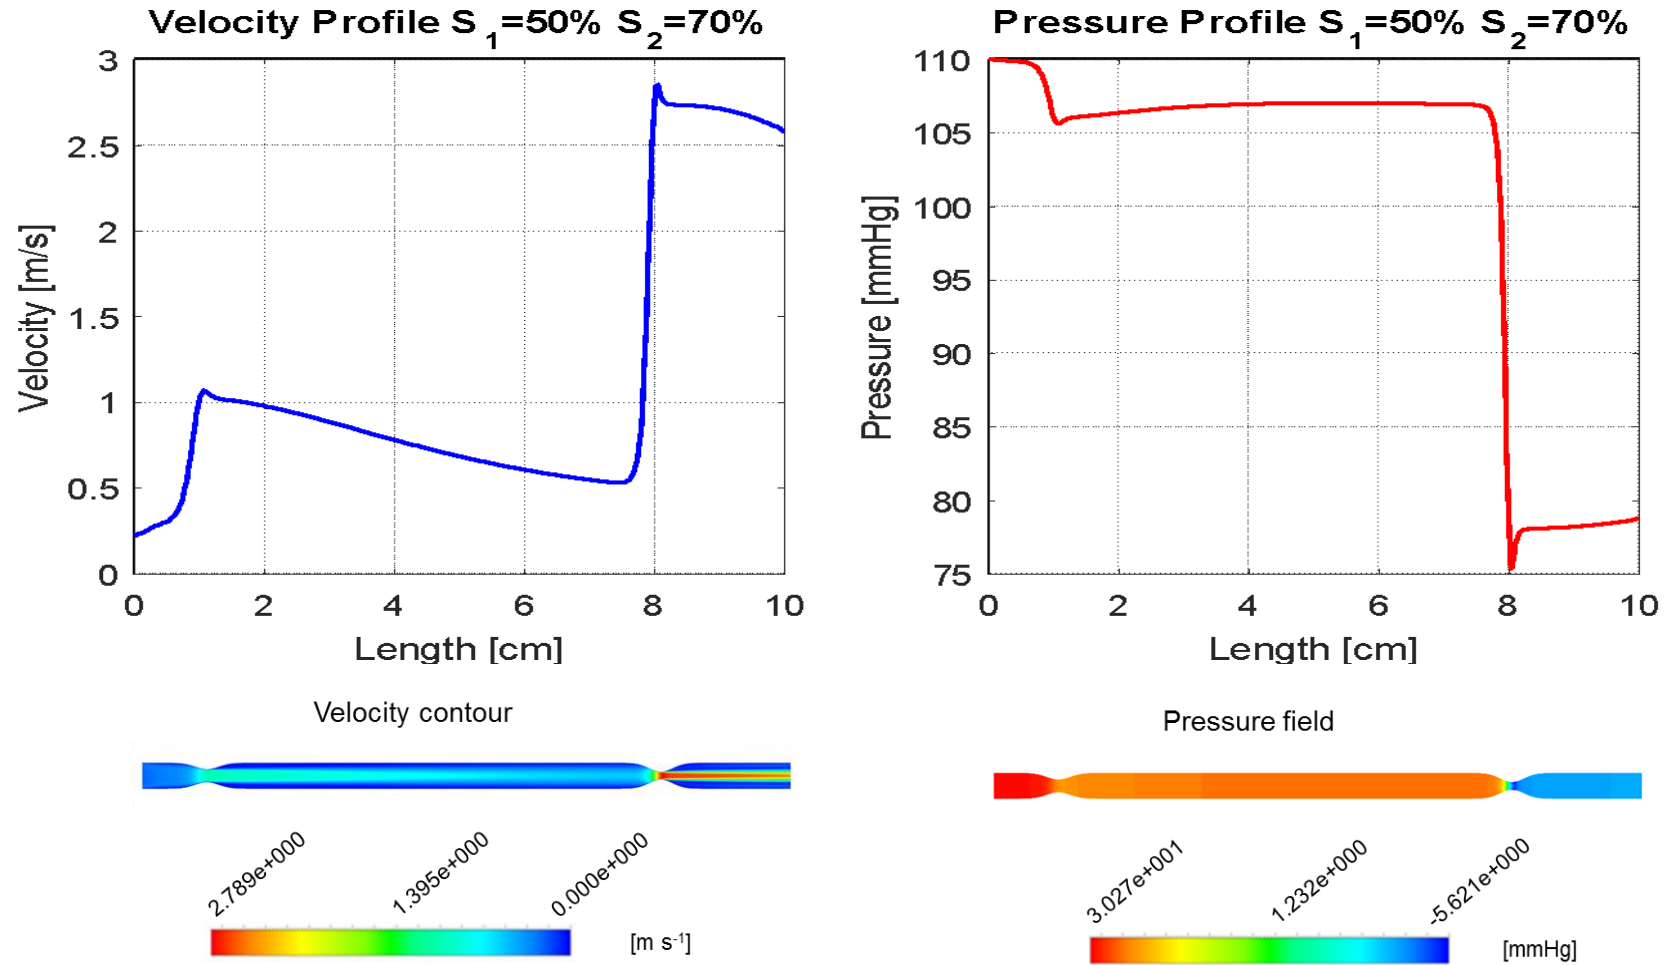 Velocity Profile S1=50% S2=70%
3
2.5
2
1.5
1
0.5
0
Velocity [m/s]
0 2 4 6 8 10
Length [cm]
Pressure Profile S1=50% S2=70%
110
105
100
95
90
85
80
75
Pressure [mmHg]
0 2 4 6 8 10
Length [cm]
Velocity contour
2.789e+000 1.395e+000 0.000e+000
[m s-1]
Pressure field
3.027e+001 1.232e+000 -5.621e+000
[mmHg]